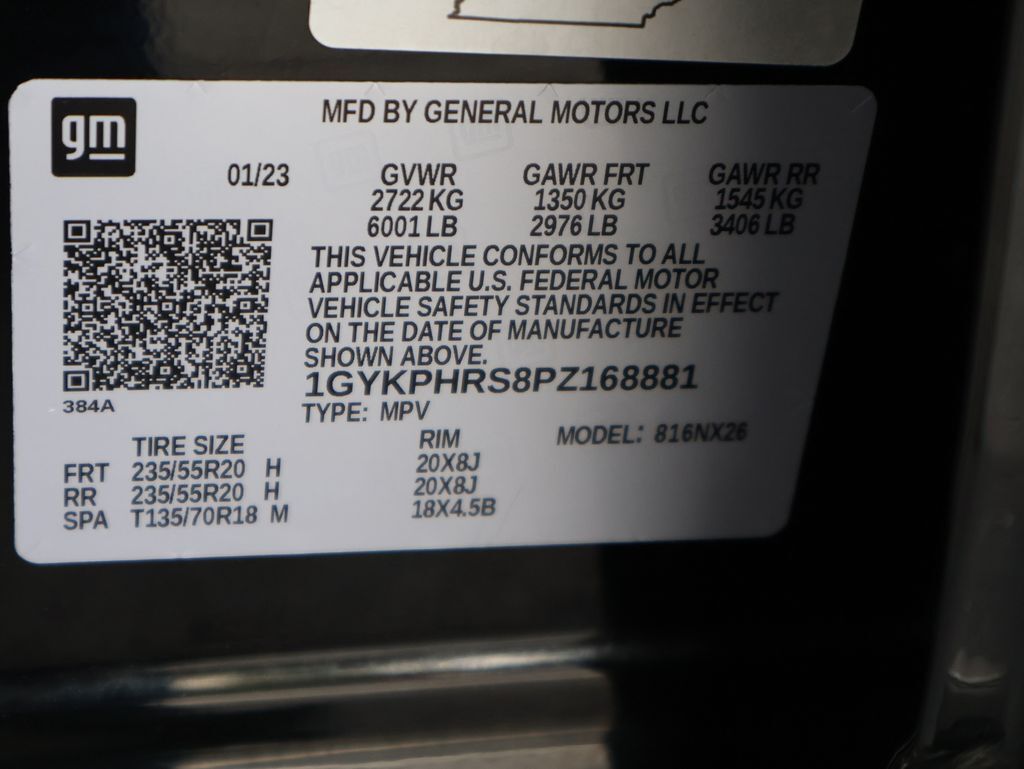 gm
MFD BY GENERAL MOTORS LLC
01/23 GVWR GAWR FRT GAWR RR
2722 KG 1350 KG 1545 KG
6001 LB 2976 LB 3406 LB
THIS VEHICLE CONFORMS TO ALL
APPLICABLE U.S. FEDERAL MOTOR
VEHICLE SAFETY STANDARDS IN EFFECT
ON THE DATE OF MANUFACTURE
SHOWN ABOVE.
1GYKPHRS8PZ168881
384A
TYPE: MPV
TIRE SIZE RIM MODEL: 816NX26
FRT 235/55R20 H 20X8J
RR 235/55R20 H 20X8J
SPA T135/70R18 M 18X4.5B